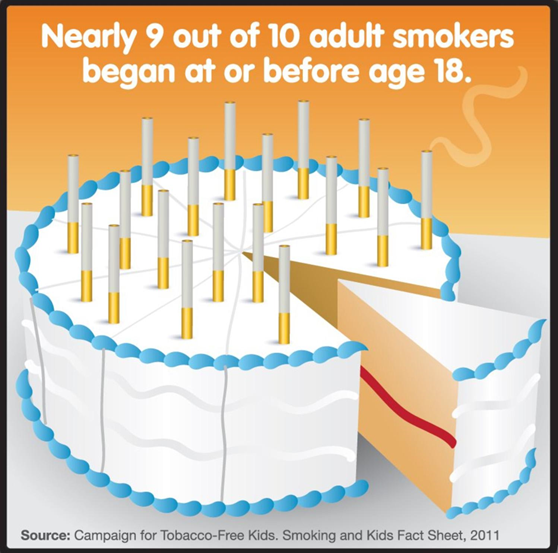 Nearly 9 out of 10 adult smokers
began at or before age 18.
Source: Campaign for Tobacco-Free Kids. Smoking and Kids Fact Sheet, 2011